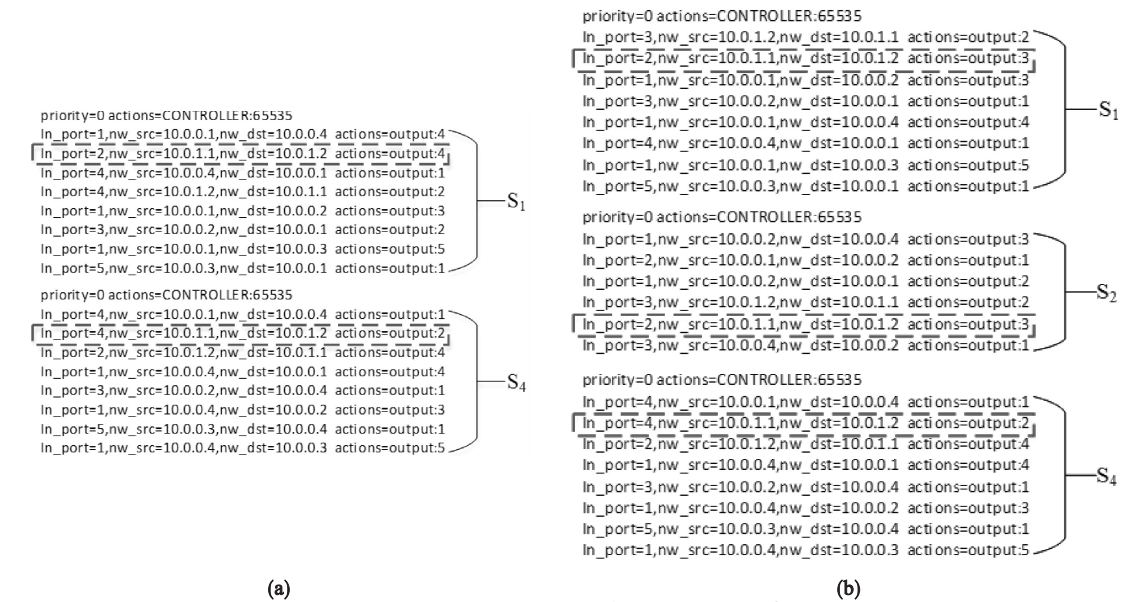 priority=0 actions=CONTROLLER:65535
In_port=1,nw_src=10.0.0.1,nw_dst=10.0.0.4 actions=output:4
In_port=2,nw_src=10.0.1.1,nw_dst=10.0.1.2 actions=output:4
In_port=4,nw_src=10.0.0.4,nw_dst=10.0.0.1 actions=output:1
In_port=4,nw_src=10.0.1.2,nw_dst=10.0.1.1 actions=output:2
In_port=1,nw_src=10.0.0.1,nw_dst=10.0.0.2 actions=output:3
In_port=3,nw_src=10.0.0.2,nw_dst=10.0.0.1 actions=output:2
In_port=1,nw_src=10.0.0.1,nw_dst=10.0.0.3 actions=output:5
In_port=5,nw_src=10.0.0.3,nw_dst=10.0.0.1 actions=output:1
S1
priority=0 actions=CONTROLLER:65535
In_port=4,nw_src=10.0.0.1,nw_dst=10.0.0.4 actions=output:1
In_port=4,nw_src=10.0.1.1,nw_dst=10.0.1.2 actions=output:2
In_port=2,nw_src=10.0.1.2,nw_dst=10.0.1.1 actions=output:4
In_port=1,nw_src=10.0.0.4,nw_dst=10.0.0.1 actions=output:4
In_port=3,nw_src=10.0.0.2,nw_dst=10.0.0.4 actions=output:1
In_port=1,nw_src=10.0.0.4,nw_dst=10.0.0.2 actions=output:3
In_port=5,nw_src=10.0.0.3,nw_dst=10.0.0.4 actions=output:1
In_port=1,nw_src=10.0.0.4,nw_dst=10.0.0.3 actions=output:5
S4
(a)
priority=0 actions=CONTROLLER:65535
In_port=3,nw_src=10.0.1.2,nw_dst=10.0.1.1 actions=output:2
In_port=2,nw_src=10.0.1.1,nw_dst=10.0.1.2 actions=output:3
In_port=1,nw_src=10.0.0.1,nw_dst=10.0.0.2 actions=output:3
In_port=3,nw_src=10.0.0.2,nw_dst=10.0.0.1 actions=output:1
In_port=1,nw_src=10.0.0.1,nw_dst=10.0.0.4 actions=output:4
In_port=4,nw_src=10.0.0.4,nw_dst=10.0.0.1 actions=output:1
In_port=1,nw_src=10.0.0.1,nw_dst=10.0.0.3 actions=output:5
In_port=5,nw_src=10.0.0.3,nw_dst=10.0.0.1 actions=output:1
S1
priority=0 actions=CONTROLLER:65535
In_port=1,nw_src=10.0.0.2,nw_dst=10.0.0.4 actions=output:3
In_port=2,nw_src=10.0.0.1,nw_dst=10.0.0.2 actions=output:1
In_port=1,nw_src=10.0.0.2,nw_dst=10.0.0.1 actions=output:2
In_port=3,nw_src=10.0.1.2,nw_dst=10.0.1.1 actions=output:2
In_port=2,nw_src=10.0.1.1,nw_dst=10.0.1.2 actions=output:3
In_port=3,nw_src=10.0.0.4,nw_dst=10.0.0.2 actions=output:1
S2
priority=0 actions=CONTROLLER:65535
In_port=4,nw_src=10.0.0.1,nw_dst=10.0.0.4 actions=output:1
In_port=4,nw_src=10.0.1.1,nw_dst=10.0.1.2 actions=output:2
In_port=2,nw_src=10.0.1.2,nw_dst=10.0.1.1 actions=output:4
In_port=1,nw_src=10.0.0.4,nw_dst=10.0.0.1 actions=output:4
In_port=3,nw_src=10.0.0.2,nw_dst=10.0.0.4 actions=output:1
In_port=1,nw_src=10.0.0.4,nw_dst=10.0.0.2 actions=output:3
In_port=5,nw_src=10.0.0.3,nw_dst=10.0.0.4 actions=output:1
In_port=1,nw_src=10.0.0.4,nw_dst=10.0.0.3 actions=output:5
S4
(b)